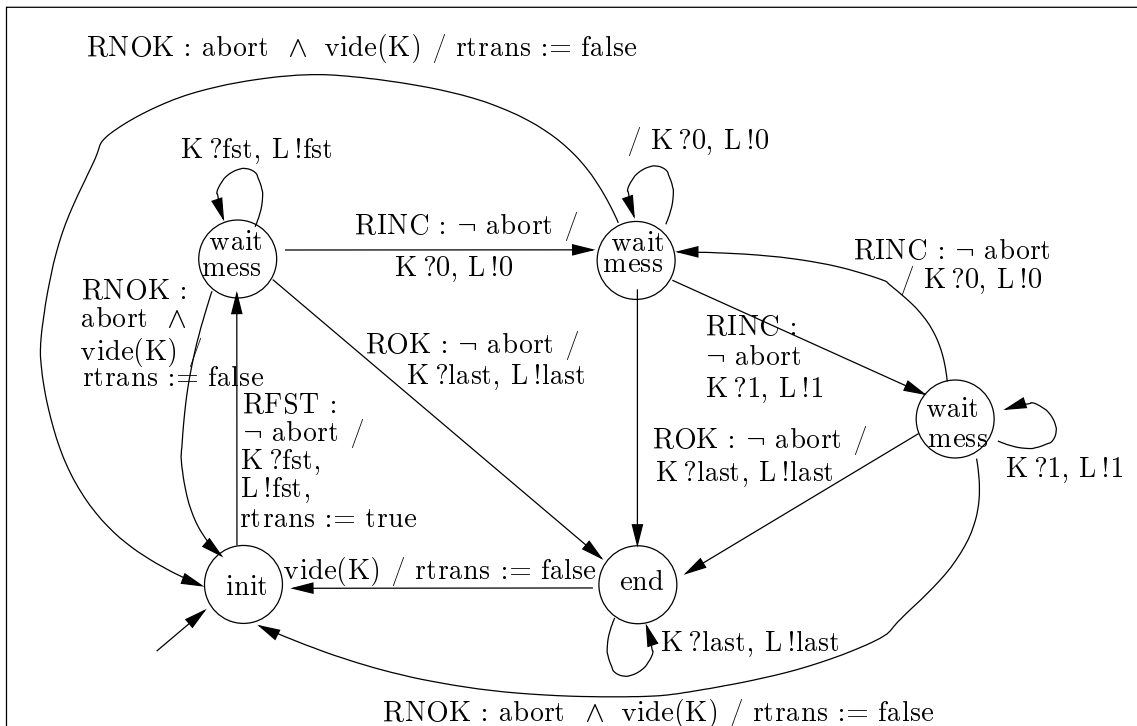 RNOK : abort ∧ vide(K) / rtrans := false
K ?fst, L !fst
/ K ?0, L !0
wait
mess
RINC : ¬ abort /
K ?0, L !0
wait
mess
RINC : ¬ abort
/ K ?0, L !0
RNOK :
abort ∧
vide(K) /
rtrans := false
ROK : ¬ abort /
K ?last, L !last
RINC :
¬ abort
K ?1, L !1
RFST :
¬ abort /
K ?fst,
L !fst,
rtrans := true
wait
mess
ROK : ¬ abort /
K ?last, L !last
K ?1, L !1
init
vide(K) / rtrans := false
end
K ?last, L !last
RNOK : abort ∧ vide(K) / rtrans := false